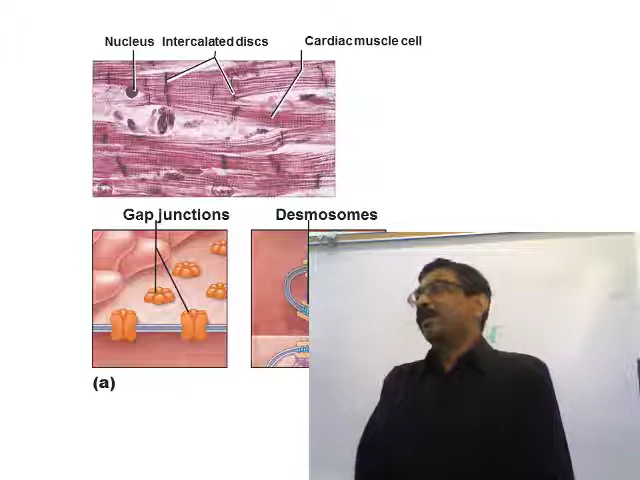 Nucleus Intercalated discs Cardiac muscle cell
Gap junctions Desmosomes
(a)